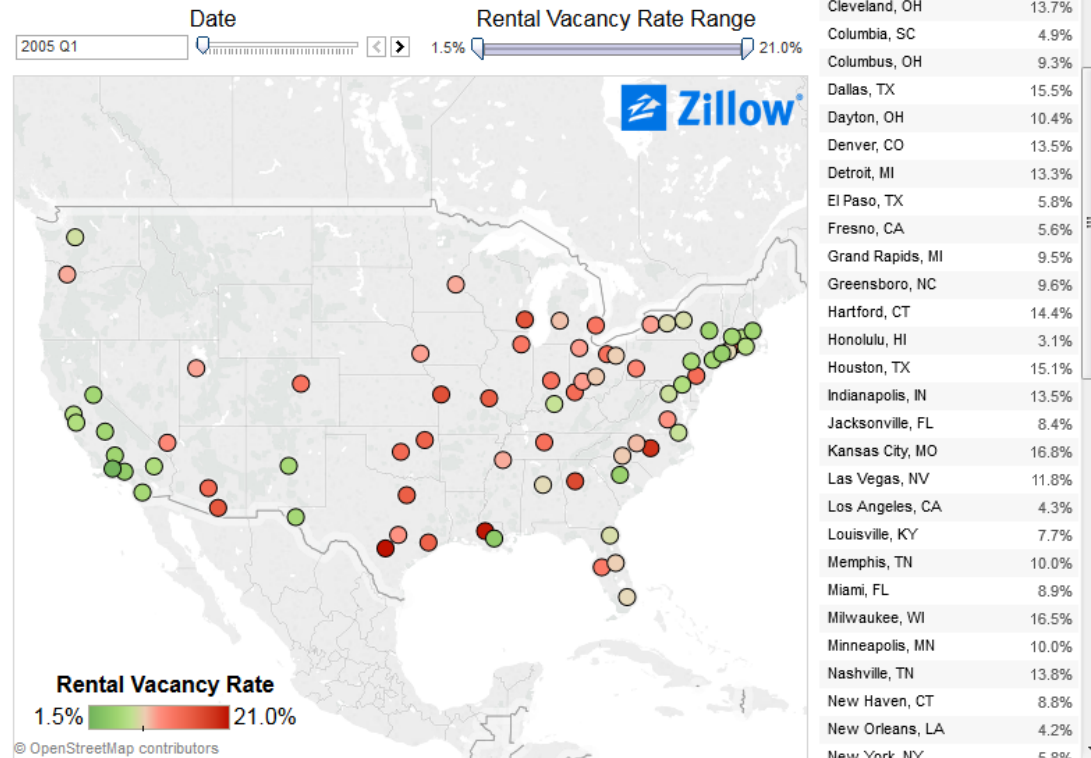 Date
Rental Vacancy Rate Range
2005 Q1
1.5%
21.0%
Zillow
Rental Vacancy Rate
1.5%
21.0%
© OpenStreetMap contributors
Cleveland, OH 13.7%
Columbia, SC 4.9%
Columbus, OH 9.3%
Dallas, TX 15.5%
Dayton, OH 10.4%
Denver, CO 13.5%
Detroit, MI 13.3%
El Paso, TX 5.8%
Fresno, CA 5.6%
Grand Rapids, MI 9.5%
Greensboro, NC 9.6%
Hartford, CT 14.4%
Honolulu, HI 3.1%
Houston, TX 15.1%
Indianapolis, IN 13.5%
Jacksonville, FL 8.4%
Kansas City, MO 16.8%
Las Vegas, NV 11.8%
Los Angeles, CA 4.3%
Louisville, KY 7.7%
Memphis, TN 10.0%
Miami, FL 8.9%
Milwaukee, WI 16.5%
Minneapolis, MN 10.0%
Nashville, TN 13.8%
New Haven, CT 8.8%
New Orleans, LA 4.2%
New York, NY 5.8%